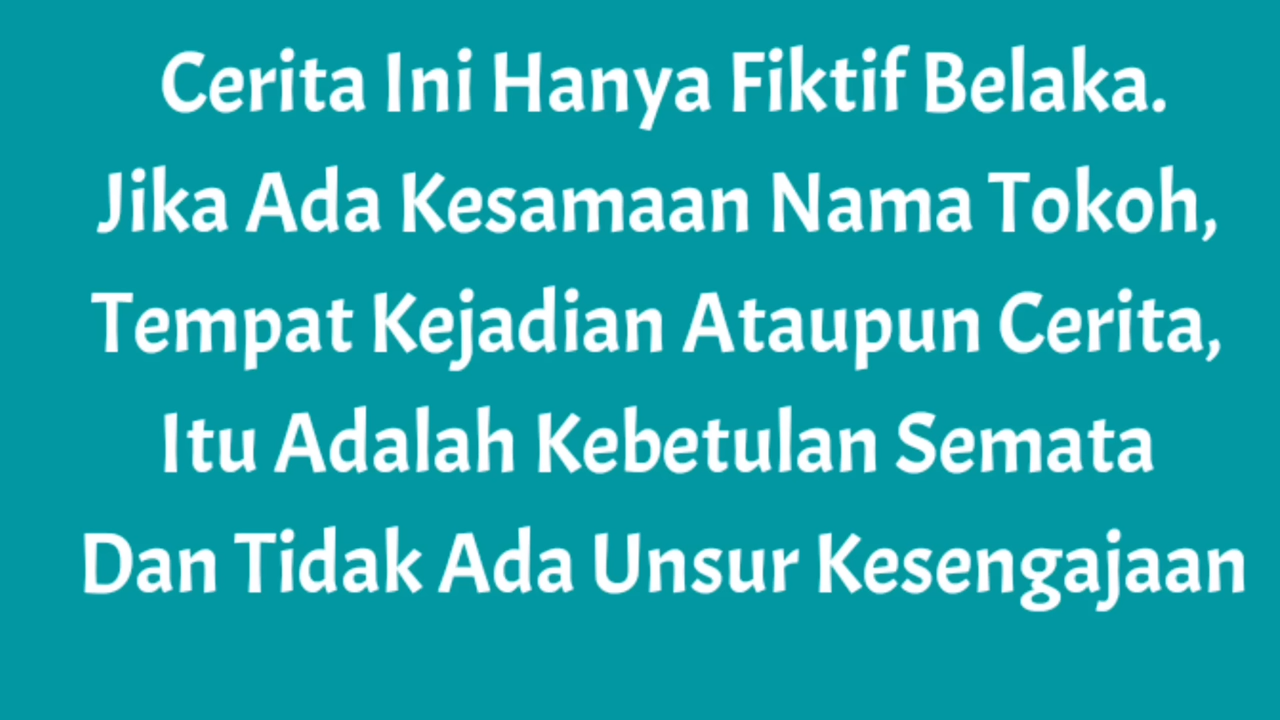 Cerita Ini Hanya Fiktif Belaka.
Jika Ada Kesamaan Nama Tokoh,
Tempat Kejadian Ataupun Cerita,
Itu Adalah Kebetulan Semata
Dan Tidak Ada Unsur Kesengajaan